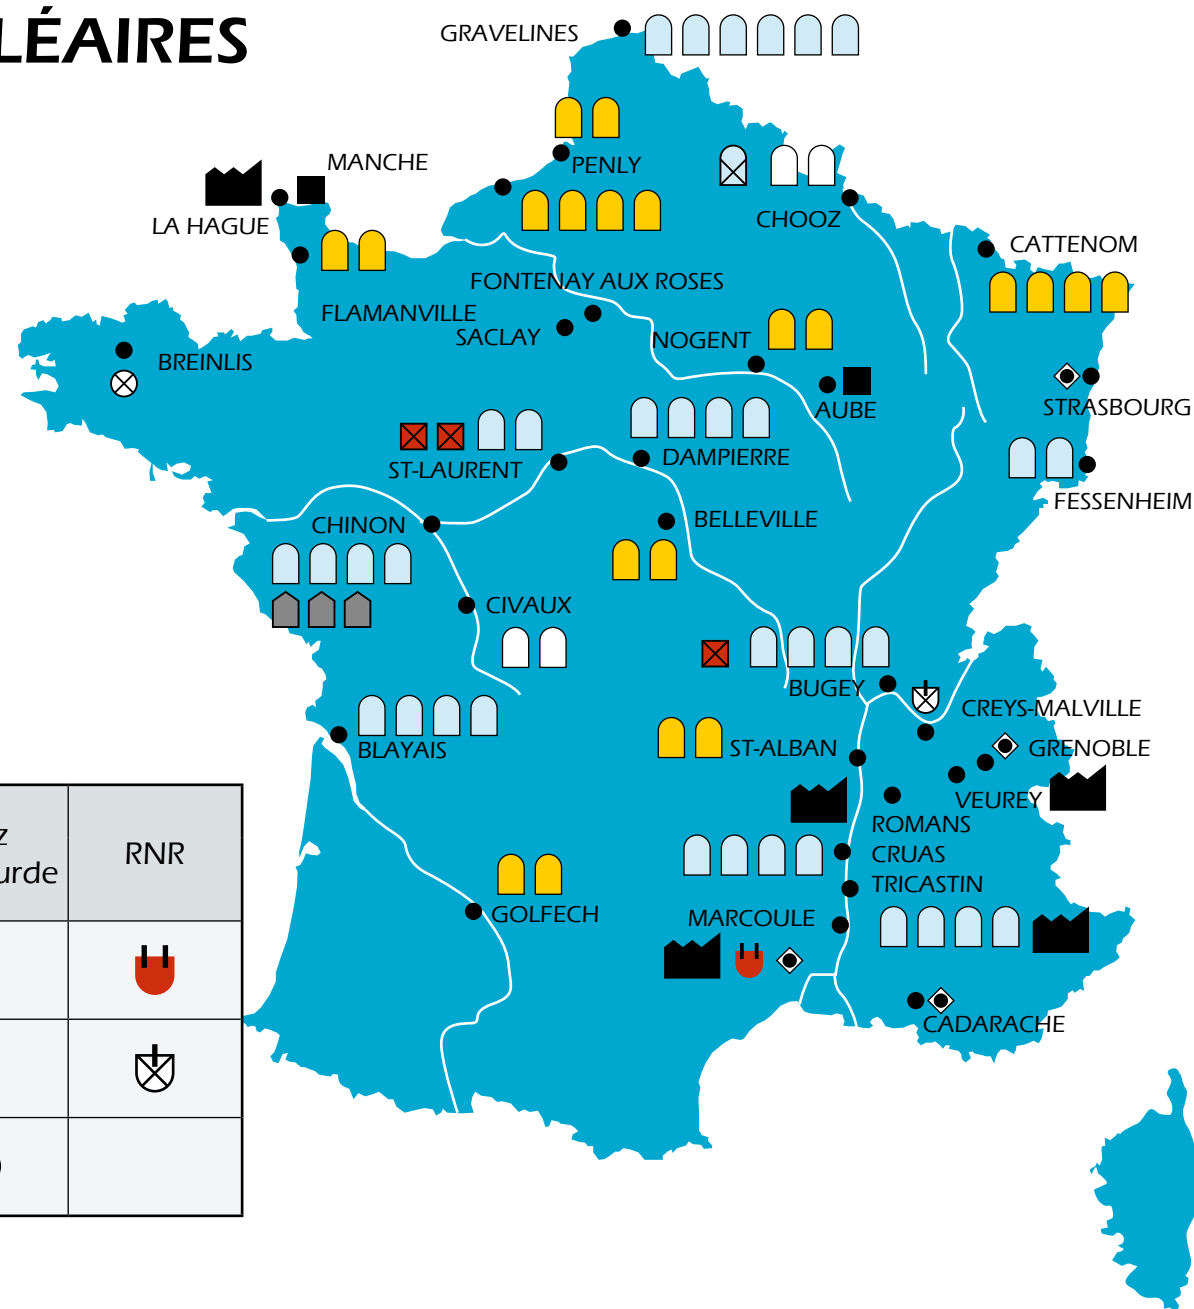 LÉAIRES
GRAVELINES
PENLY
MANCHE
LA HAGUE
CHOOZ
CATTENOM
FONTENAY AUX ROSES
FLAMANVILLE
SACLAY
NOGENT
BREINLIS
AUBE
STRASBOURG
ST-LAURENT
DAMPIERRE
FESSENHEIM
CHINON
BELLEVILLE
CIVAUX
BUGEY
CREYS-MALVILLE
BLAYAIS
ST-ALBAN
GRENOBLE
VEUREY
ROMANS
CRUAS
TRICASTIN
GOLFECH
MARCOULE
CADARACHE
z
urde
RNR